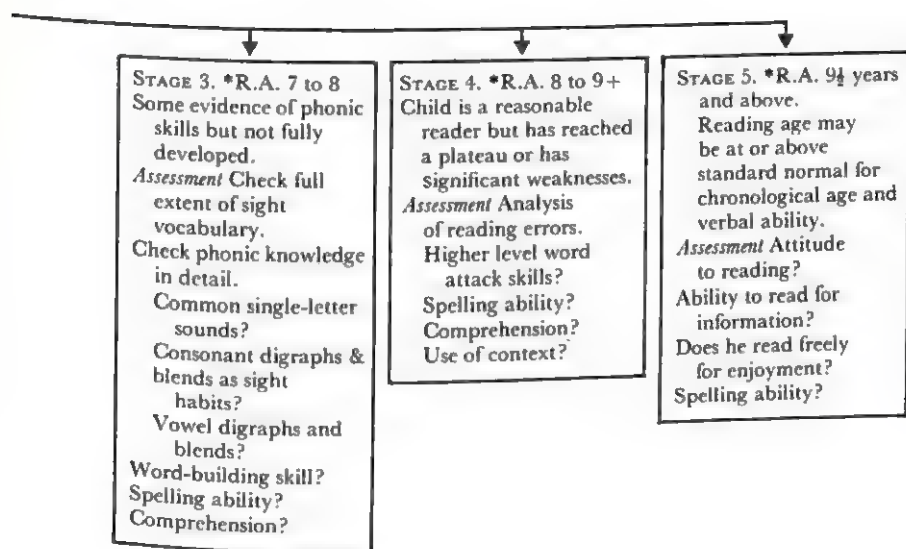 STAGE 3. *R.A. 7 to 8
Some evidence of phonic
skills but not fully
developed.
Assessment Check full
extent of sight
vocabulary.
Check phonic knowledge
in detail.
Common single-letter
sounds?
Consonant digraphs &
blends as sight
habits?
Vowel digraphs and
blends?
Word-building skill?
Spelling ability?
Comprehension?
STAGE 4. *R.A. 8 to 9+
Child is a reasonable
reader but has reached
a plateau or has
significant weaknesses.
Assessment Analysis
of reading errors.
Higher level word
attack skills?
Spelling ability?
Comprehension?
Use of context?
STAGE 5. *R.A. 9½ years
and above.
Reading age may
be at or above
standard normal for
chronological age and
verbal ability.
Assessment Attitude
to reading?
Ability to read for
information?
Does he read freely
for enjoyment?
Spelling ability?